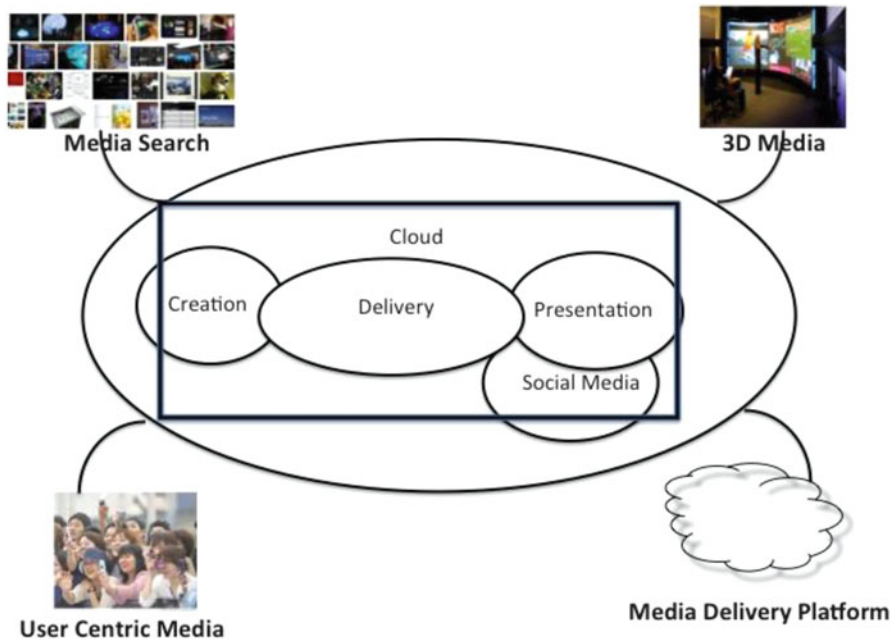 Media Search
3D Media
Cloud
Creation
Delivery
Presentation
Social Media
User Centric Media
Media Delivery Platform